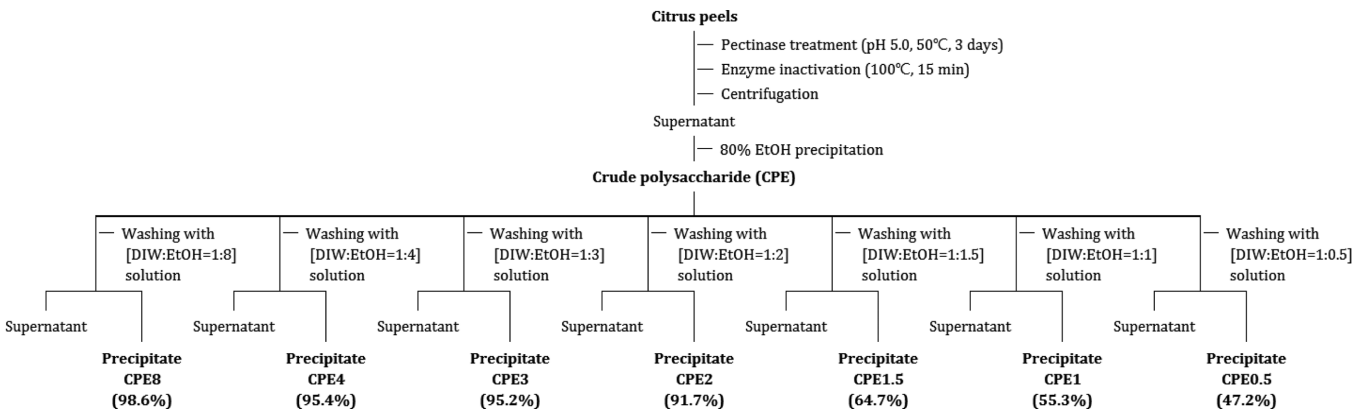 Citrus peels
Pectinase treatment (pH 5.0, 50℃, 3 days)
Enzyme inactivation (100℃, 15 min)
Centrifugation
Supernatant
80% EtOH precipitation
Crude polysaccharide (CPE)
Washing with
[DIW:EtOH=1:8]
solution
Washing with
[DIW:EtOH=1:4]
solution
Washing with
[DIW:EtOH=1:3]
solution
Washing with
[DIW:EtOH=1:2]
solution
Washing with
[DIW:EtOH=1:1.5]
solution
Washing with
[DIW:EtOH=1:1]
solution
Washing with
[DIW:EtOH=1:0.5]
solution
Supernatant
Precipitate
CPE8
(98.6%)
Supernatant
Precipitate
CPE4
(95.4%)
Supernatant
Precipitate
CPE3
(95.2%)
Supernatant
Precipitate
CPE2
(91.7%)
Supernatant
Precipitate
CPE1.5
(64.7%)
Supernatant
Precipitate
CPE1
(55.3%)
Supernatant
Precipitate
CPE0.5
(47.2%)